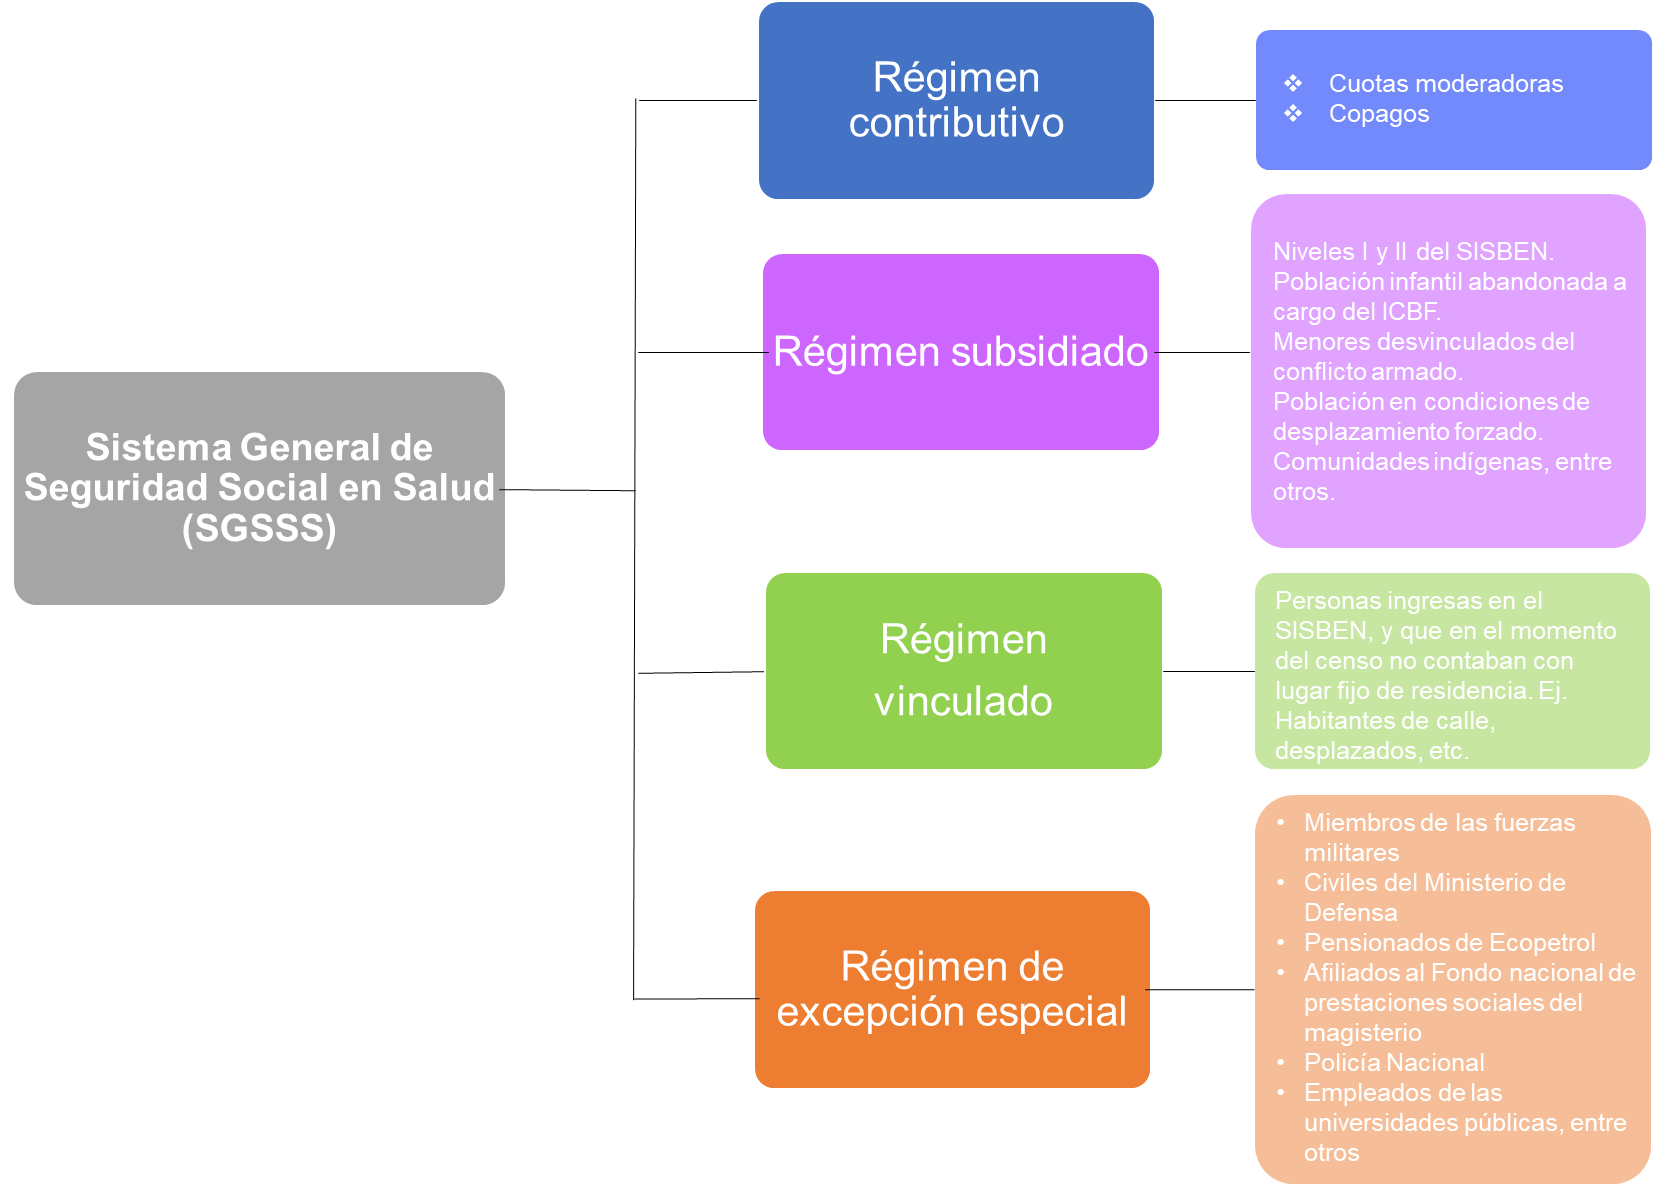 Sistema General de
Seguridad Social en Salud
(SGSSS)
Régimen
contributivo
❖ Cuotas moderadoras
❖ Copagos
Régimen subsidiado
Niveles I y II del SISBEN.
Población infantil abandonada a
cargo del ICBF.
Menores desvinculados del
conflicto armado.
Población en condiciones de
desplazamiento forzado.
Comunidades indígenas, entre
otros.
Régimen
vinculado
Personas ingresas en el
SISBEN, y que en el momento
del censo no contaban con
lugar fijo de residencia. Ej.
Habitantes de calle,
desplazados, etc.
Régimen de
excepción especial
• Miembros de las fuerzas
militares
• Civiles del Ministerio de
Defensa
• Pensionados de Ecopetrol
• Afiliados al Fondo nacional de
prestaciones sociales del
magisterio
• Policía Nacional
• Empleados de las
universidades públicas, entre
otros